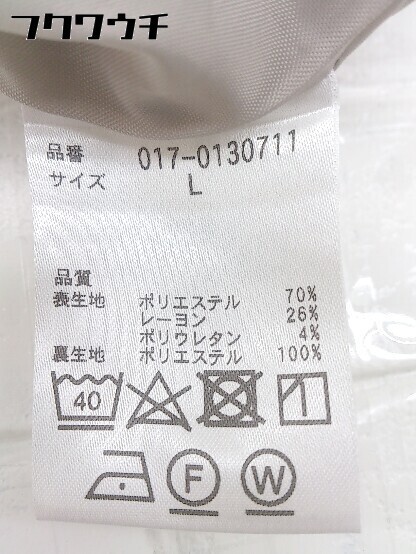 フクワウチ
品番 017-0130711
サイズ L
品質
表生地 ポリエステル 70%
レーヨン 26%
ポリウレタン 4%
裏生地 ポリエステル 100%
40
F W